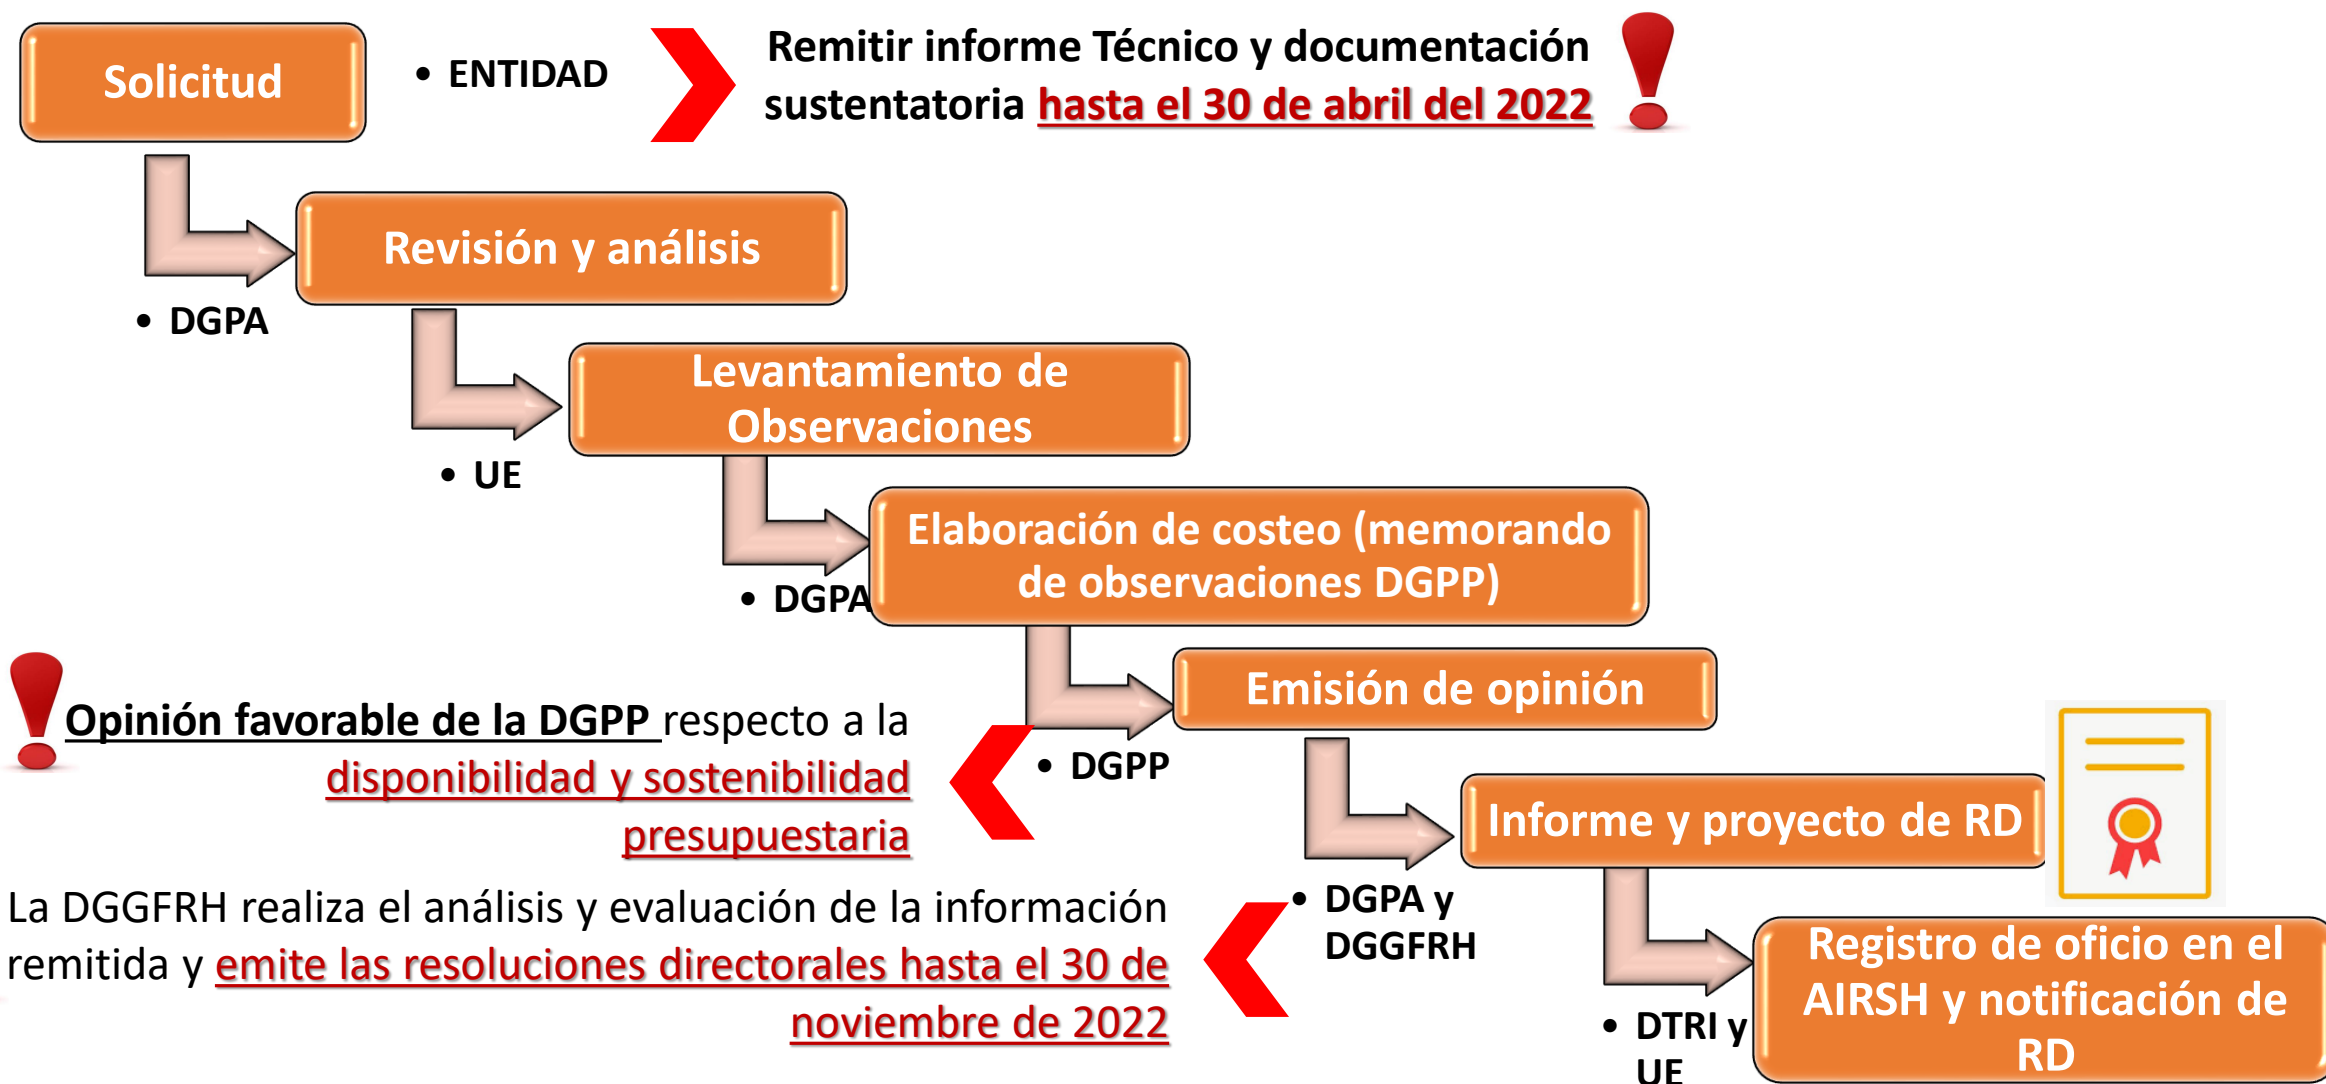 Solicitud
• ENTIDAD
Remitir informe Técnico y documentación
sustentatoria hasta el 30 de abril del 2022
Revisión y análisis
• DGPA
Levantamiento de
Observaciones
• UE
Elaboración de costeo (memorando
de observaciones DGPP)
• DGPA
Emisión de opinión
Opinión favorable de la DGPP respecto a la
disponibilidad y sostenibilidad
presupuestaria
• DGPP
Informe y proyecto de RD
La DGGFRH realiza el análisis y evaluación de la información
remitida y emite las resoluciones directorales hasta el 30 de
noviembre de 2022
• DGPA y
DGGFRH
Registro de oficio en el
AIRSH y notificación de
RD
• DTRI y
UE